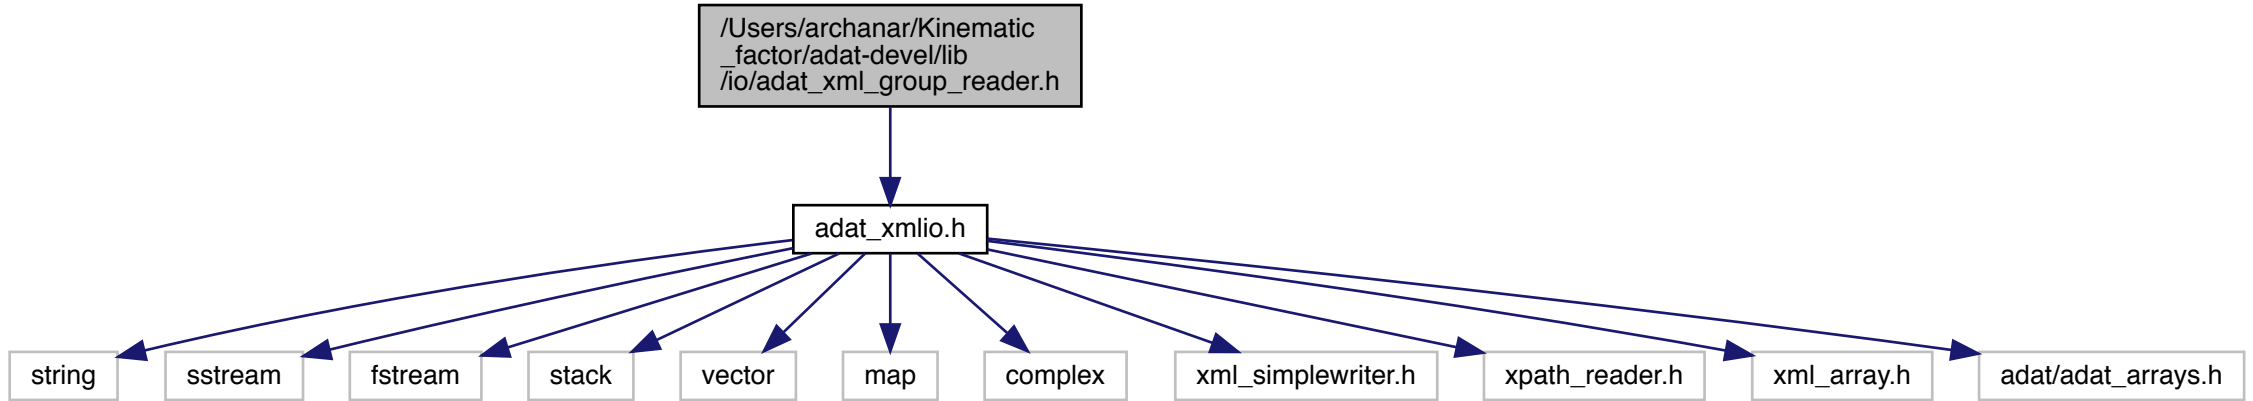 /Users/archanar/Kinematic
_factor/adat-devel/lib
/io/adat_xml_group_reader.h
adat_xmlio.h
string
sstream
fstream
stack
vector
map
complex
xml_simplewriter.h
xpath_reader.h
xml_array.h
adat/adat_arrays.h